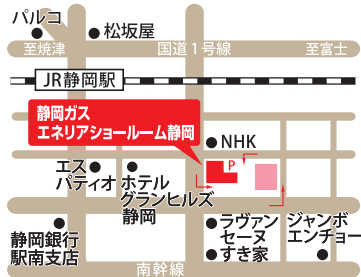 パルコ
松坂屋
至焼津
国道1号線
至富士
JR静岡駅
静岡ガス
エネリアショールーム静岡
NHK
P
エス
パティオ
ホテル
グランヒルズ
静岡
静岡銀行
駅南支店
ラヴァン
セーヌ
すき家
ジャンボ
エンチョー
南幹線